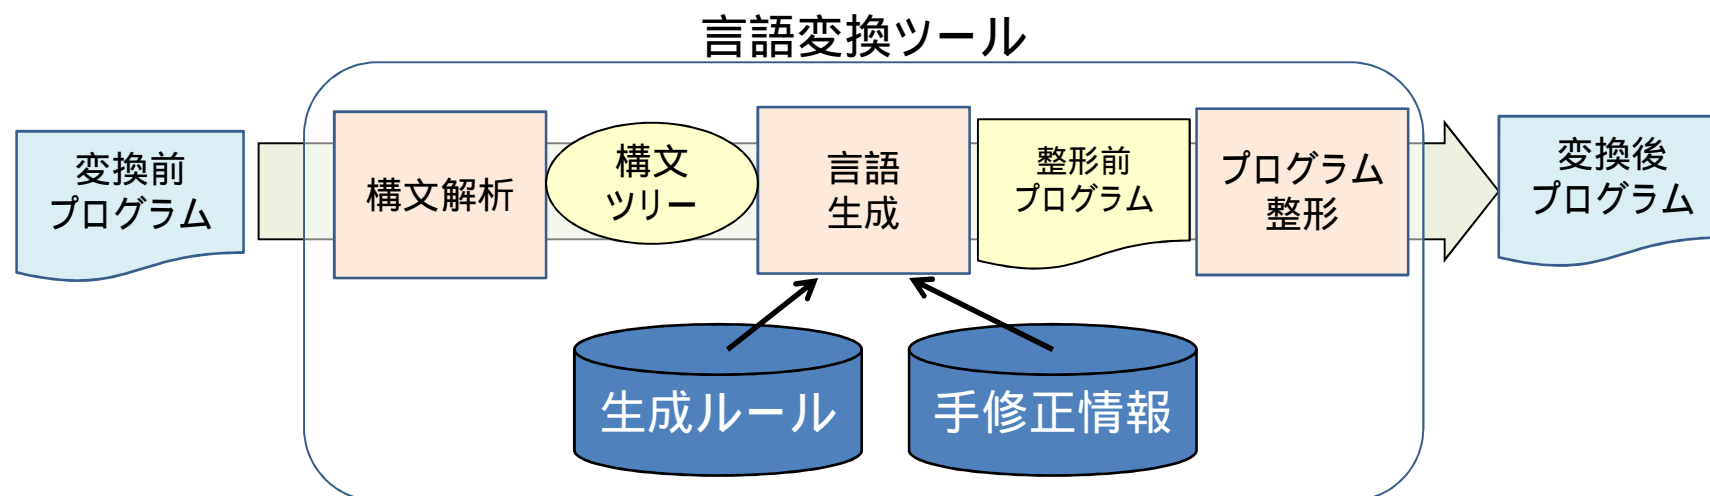 言語変換ツール
変換前
プログラム
構文解析
構文
ツリー
言語
生成
整形前
プログラム
プログラム
整形
変換後
プログラム
生成ルール
手修正情報